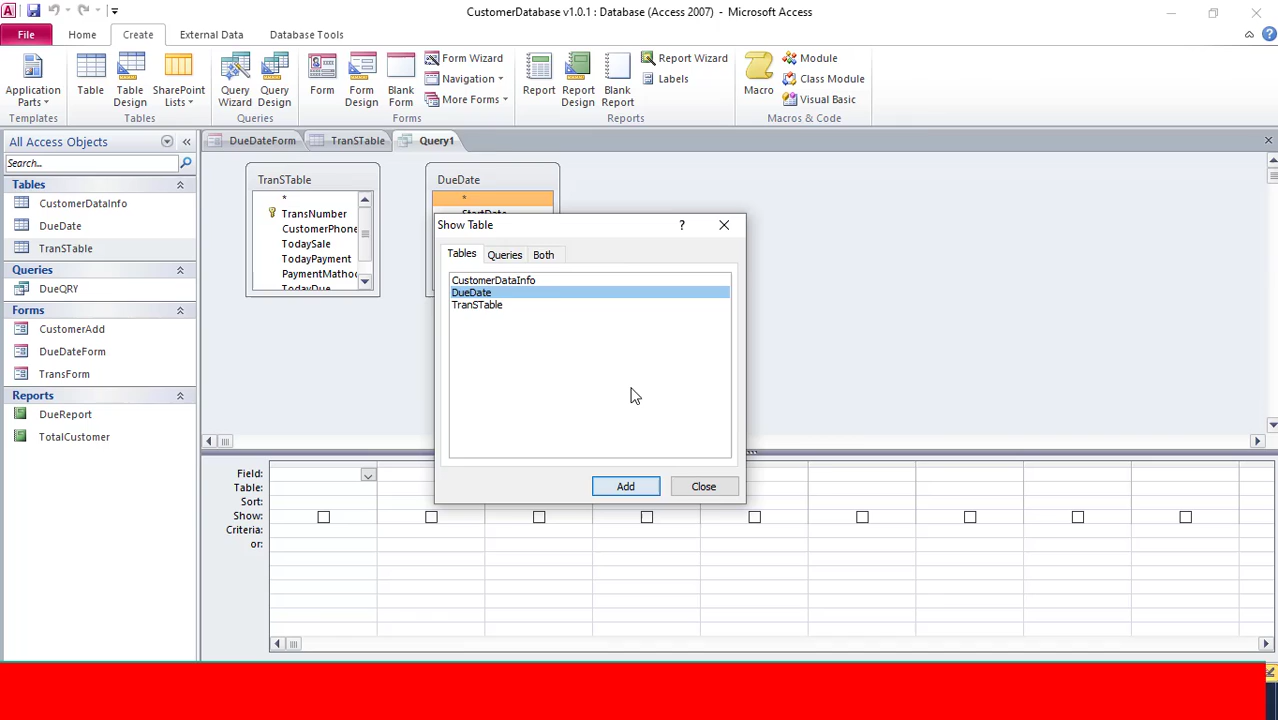 CustomerDatabase v1.0.1 : Database (Access 2007) - Microsoft Access
File Home Create External Data Database Tools
Application Parts
Table
Table Design
SharePoint Lists
Query Wizard
Query Design
Form
Form Design
Blank Form
Form Wizard
Navigation
More Forms
Report
Report Design
Blank Report
Report Wizard
Labels
Macro
Module
Class Module
Visual Basic
Templates Tables Queries Forms Reports Macros & Code
All Access Objects
Search...
Tables
CustomerDataInfo
DueDate
TranSTable
Queries
DueQRY
Forms
CustomerAdd
DueDateForm
TransForm
Reports
DueReport
TotalCustomer
DueDateForm TranSTable Query1
TranSTable
*
TransNumber
CustomerPhone
TodaySale
TodayPayment
PaymentMathod
TodayDue
DueDate
*
StartDate
Show Table
?
Tables Queries Both
CustomerDataInfo
DueDate
TranSTable
Add Close
Field:
Table:
Sort:
Show:
Criteria:
or: